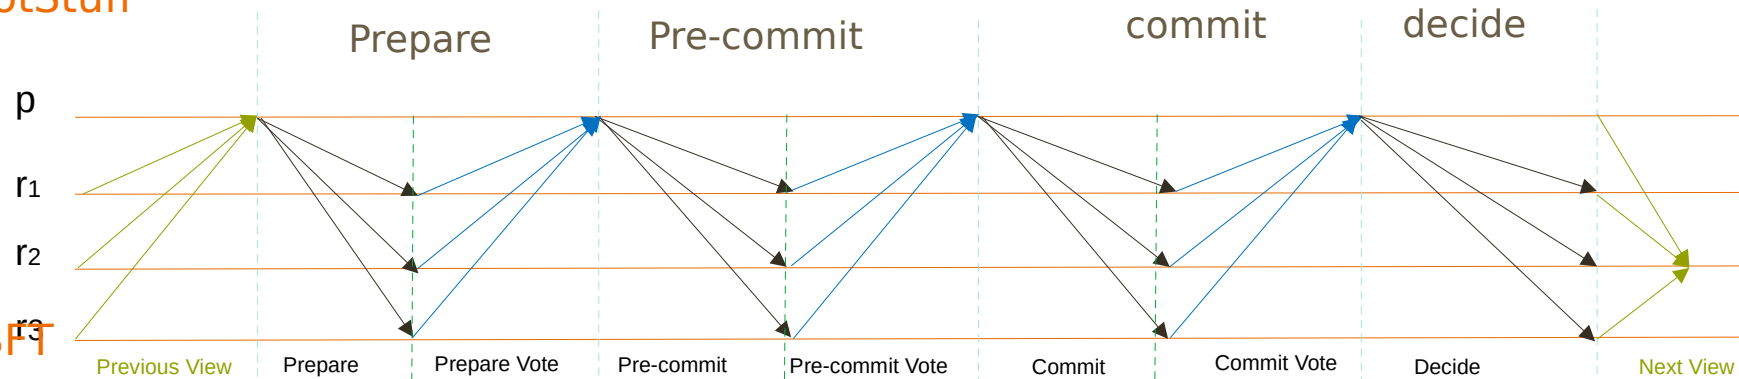 Prepare Pre-commit commit decide
p
r1
r2
r3
Previous View Prepare Prepare Vote Pre-commit Pre-commit Vote Commit Commit Vote Decide Next View